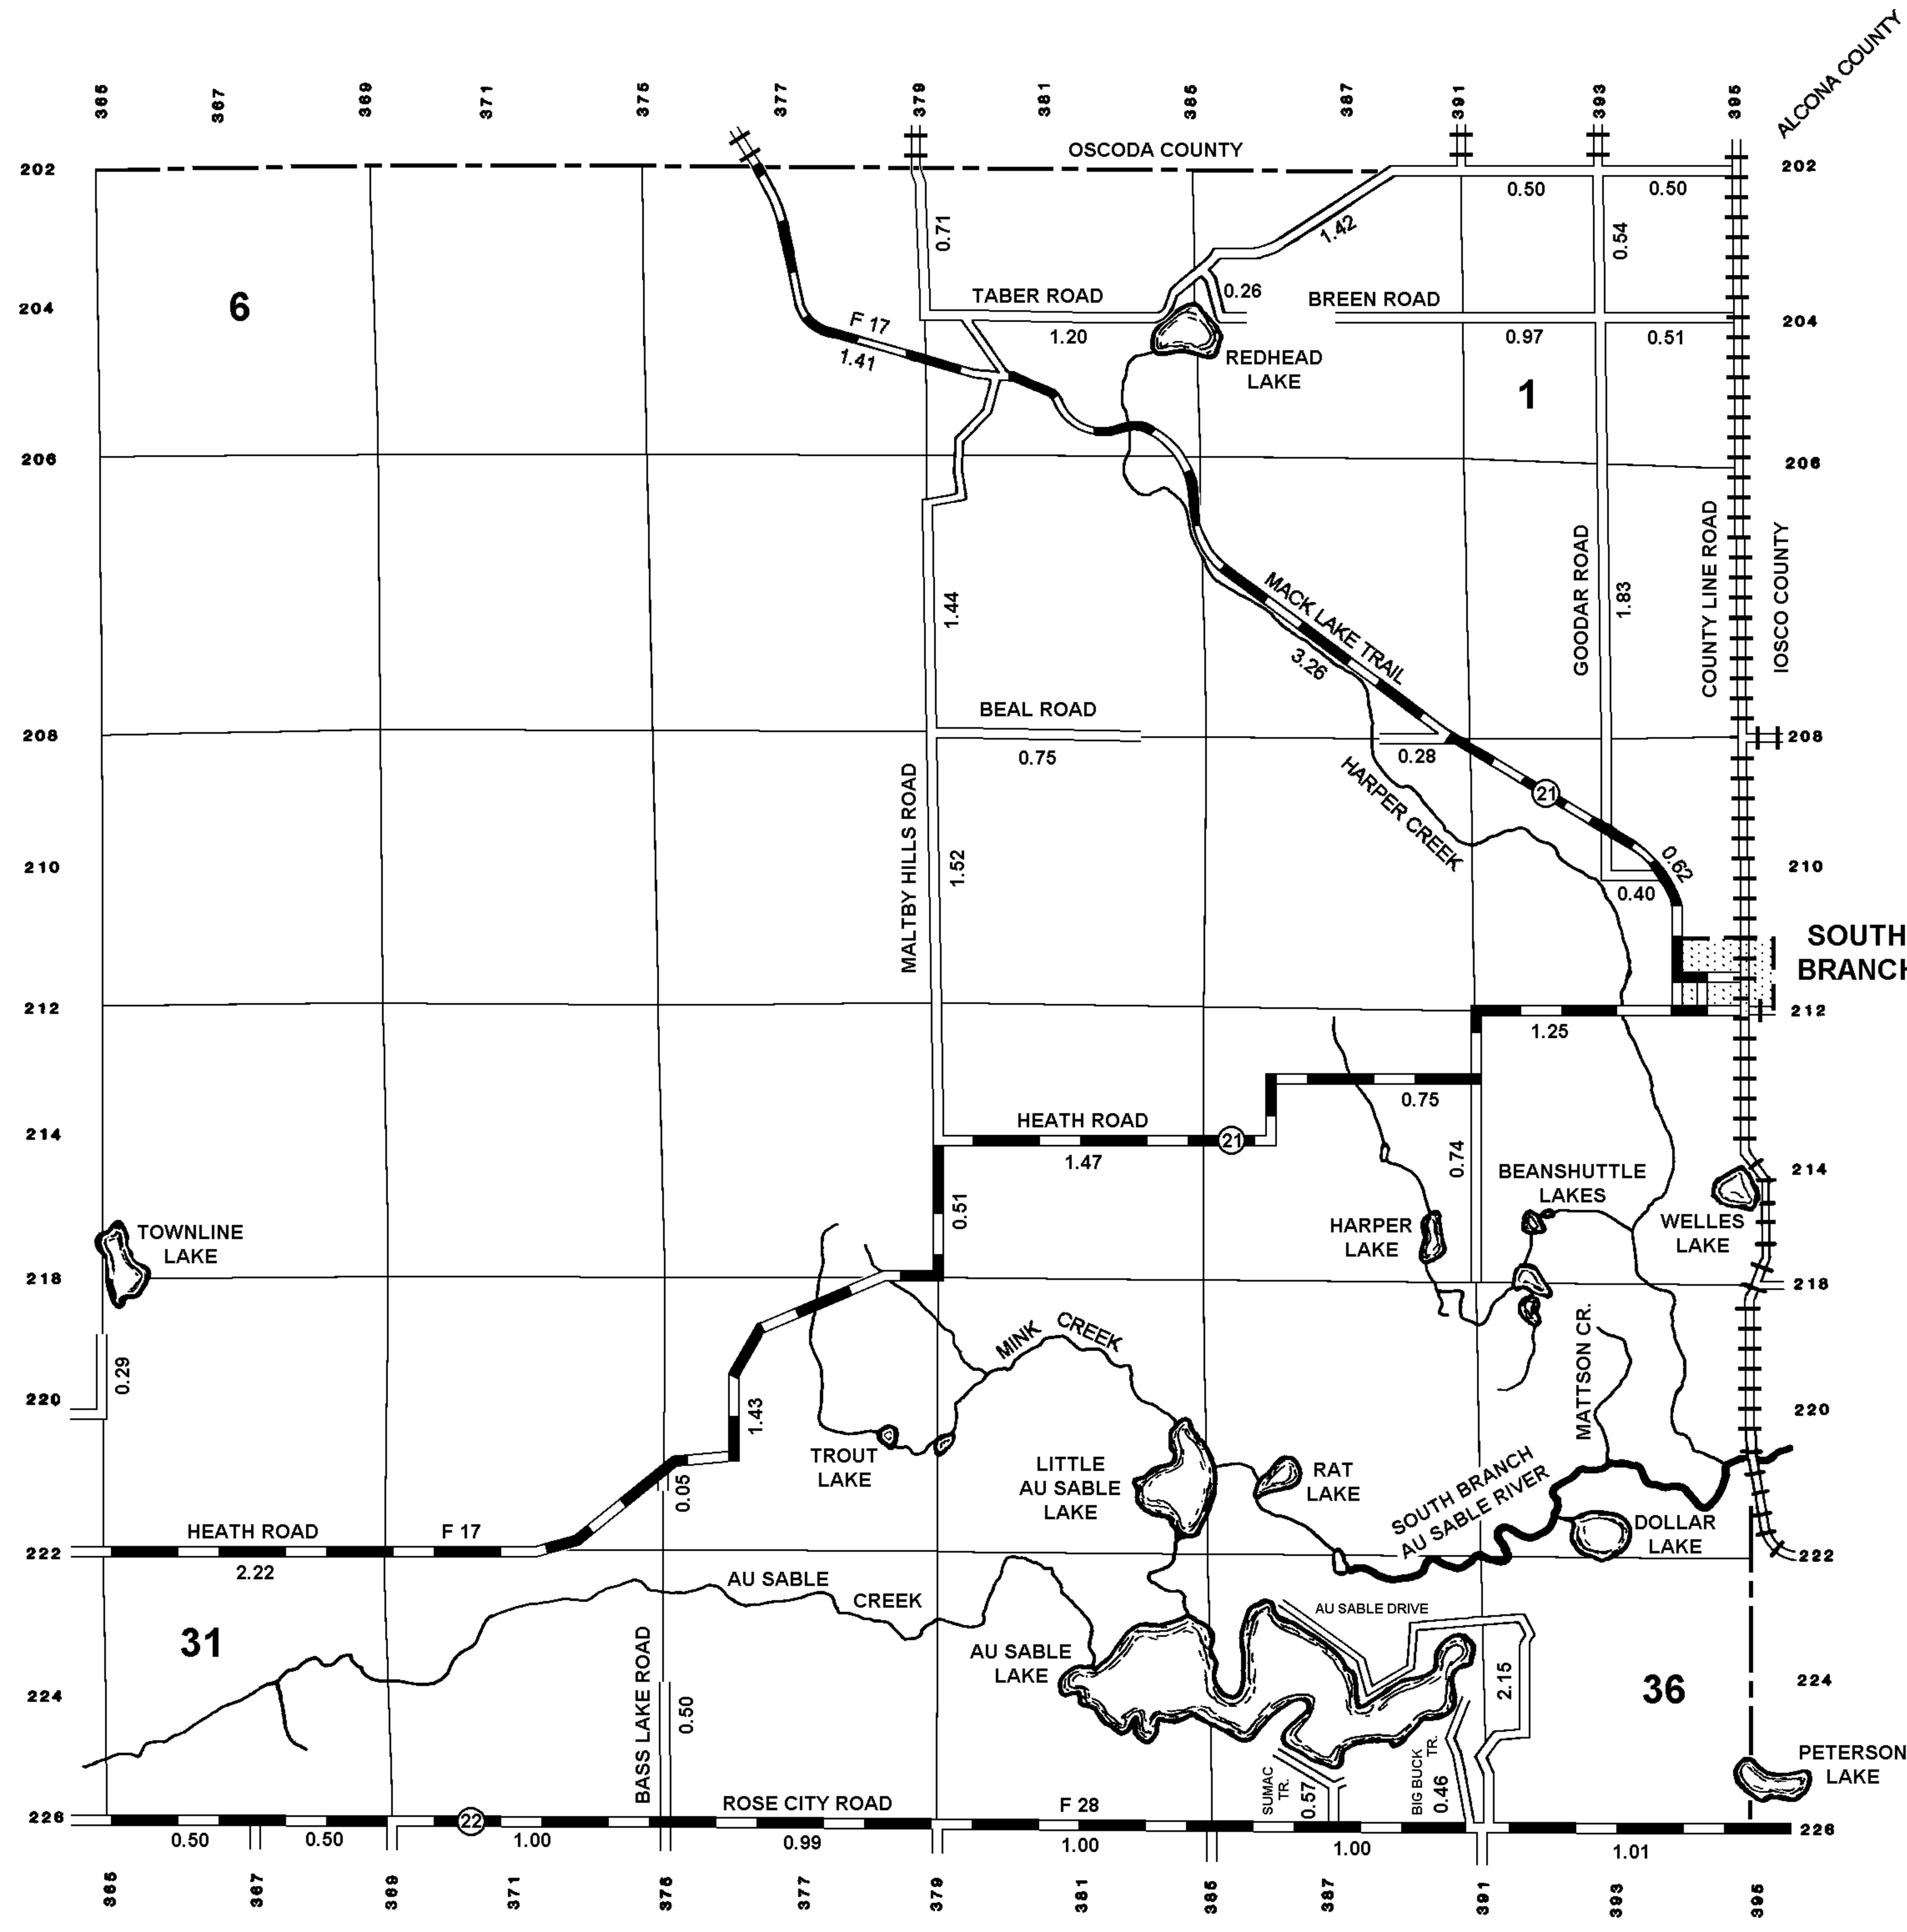 ALCONA COUNTY
365 367 369 371 375 377 379 381 385 387 391 393 395
OSCODA COUNTY
202
202
0.50
0.50
0.71
1.42
0.54
6
204
TABER ROAD
0.26
BREEN ROAD
204
F 17
1.41
1.20
0.97
0.51
REDHEAD
LAKE
1
206
206
MACK LAKE TRAIL
3.26
1.44
GOODAR ROAD
1.83
COUNTY LINE ROAD
IOSCO COUNTY
208
BEAL ROAD
0.75
0.28
208
MALTBY HILLS ROAD
HARPER CREEK
21
1.52
210
0.62
0.40
210
SOUTH
BRANCH
212
1.25
212
0.75
214
HEATH ROAD
21
1.47
0.74
BEANSHUTTLE
LAKES
214
0.51
TOWNLINE
LAKE
HARPER
LAKE
WELLES
LAKE
218
218
MINK CREEK
MATTSON CR.
0.29
220
1.43
220
TROUT
LAKE
LITTLE
AU SABLE
LAKE
RAT
LAKE
SOUTH BRANCH
AU SABLE RIVER
0.05
DOLLAR
LAKE
HEATH ROAD
F 17
222
2.22
222
AU SABLE
CREEK
AU SABLE DRIVE
31
AU SABLE
LAKE
2.15
36
224
224
BASS LAKE ROAD
0.50
SUMAC
TR.
0.57
BIG BUCK
TR.
0.46
PETERSON
LAKE
226
22
ROSE CITY ROAD
F 28
226
0.50
0.50
1.00
0.99
1.00
1.00
1.01
365 367 369 371 375 377 379 381 385 387 391 393 395